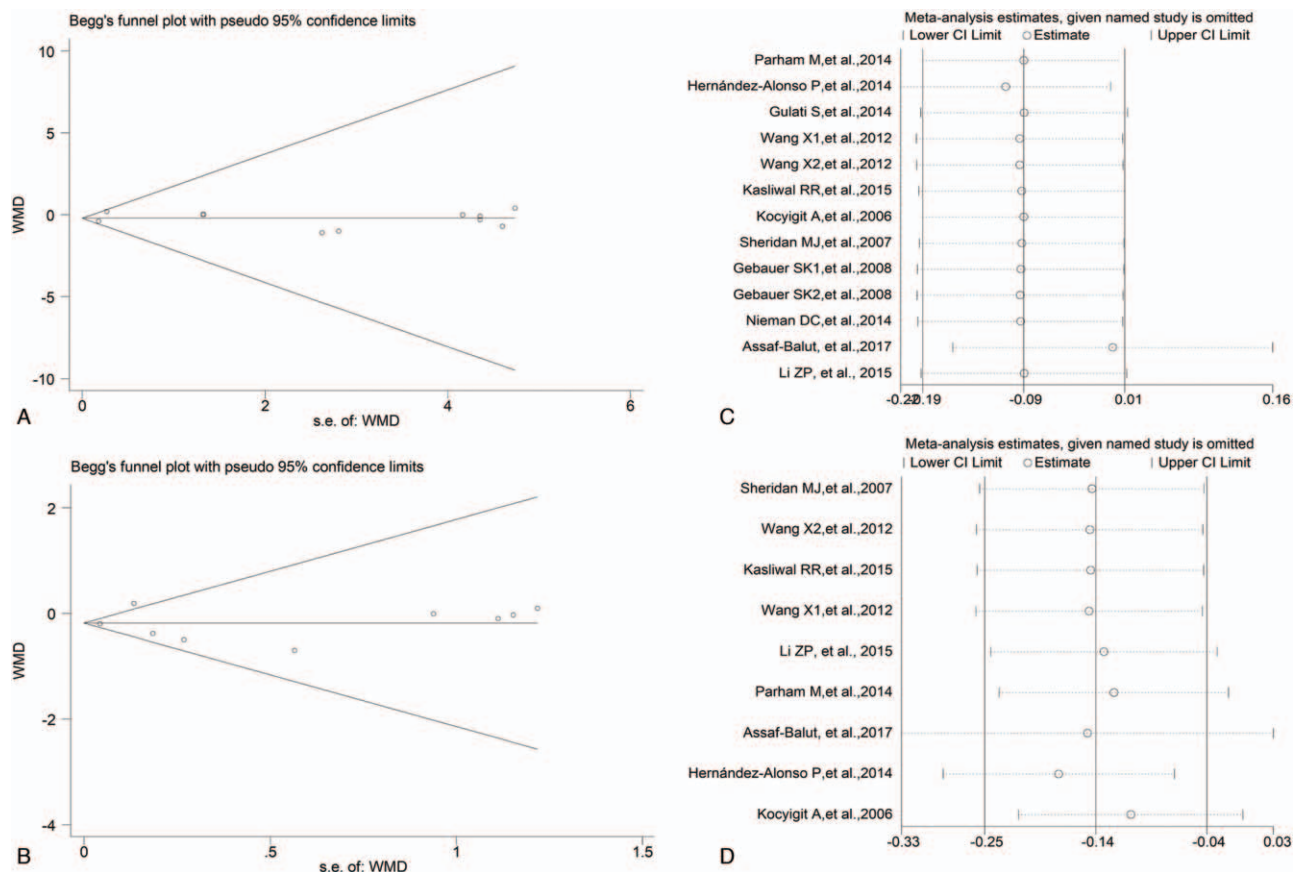 Begg's funnel plot with pseudo 95% confidence limits
10
5
0
-5
-10
WMD
0
2
4
6
s.e. of: WMD
A
Meta-analysis estimates, given named study is omitted
Lower CI Limit Estimate Upper CI Limit
Parham M,et al.,2014
Hernández-Alonso P,et al.,2014
Gulati S,et al.,2014
Wang X1,et al.,2012
Wang X2,et al.,2012
Kasliwal RR,et al.,2015
Kocyigit A,et al.,2006
Sheridan MJ,et al.,2007
Gebauer SK1,et al.,2008
Gebauer SK2,et al.,2008
Nieman DC,et al.,2014
Assaf-Balut, et al.,2017
Li ZP, et al., 2015
-0.22
-0.19
-0.09
0.01
0.16
C
Begg's funnel plot with pseudo 95% confidence limits
2
0
-2
-4
WMD
0
.5
1
1.5
s.e. of: WMD
B
Meta-analysis estimates, given named study is omitted
Lower CI Limit Estimate Upper CI Limit
Sheridan MJ,et al.,2007
Wang X2,et al.,2012
Kasliwal RR,et al.,2015
Wang X1,et al.,2012
Li ZP, et al., 2015
Parham M,et al.,2014
Assaf-Balut, et al.,2017
Hernández-Alonso P,et al.,2014
Kocyigit A,et al.,2006
-0.33
-0.25
-0.14
-0.04
0.03
D